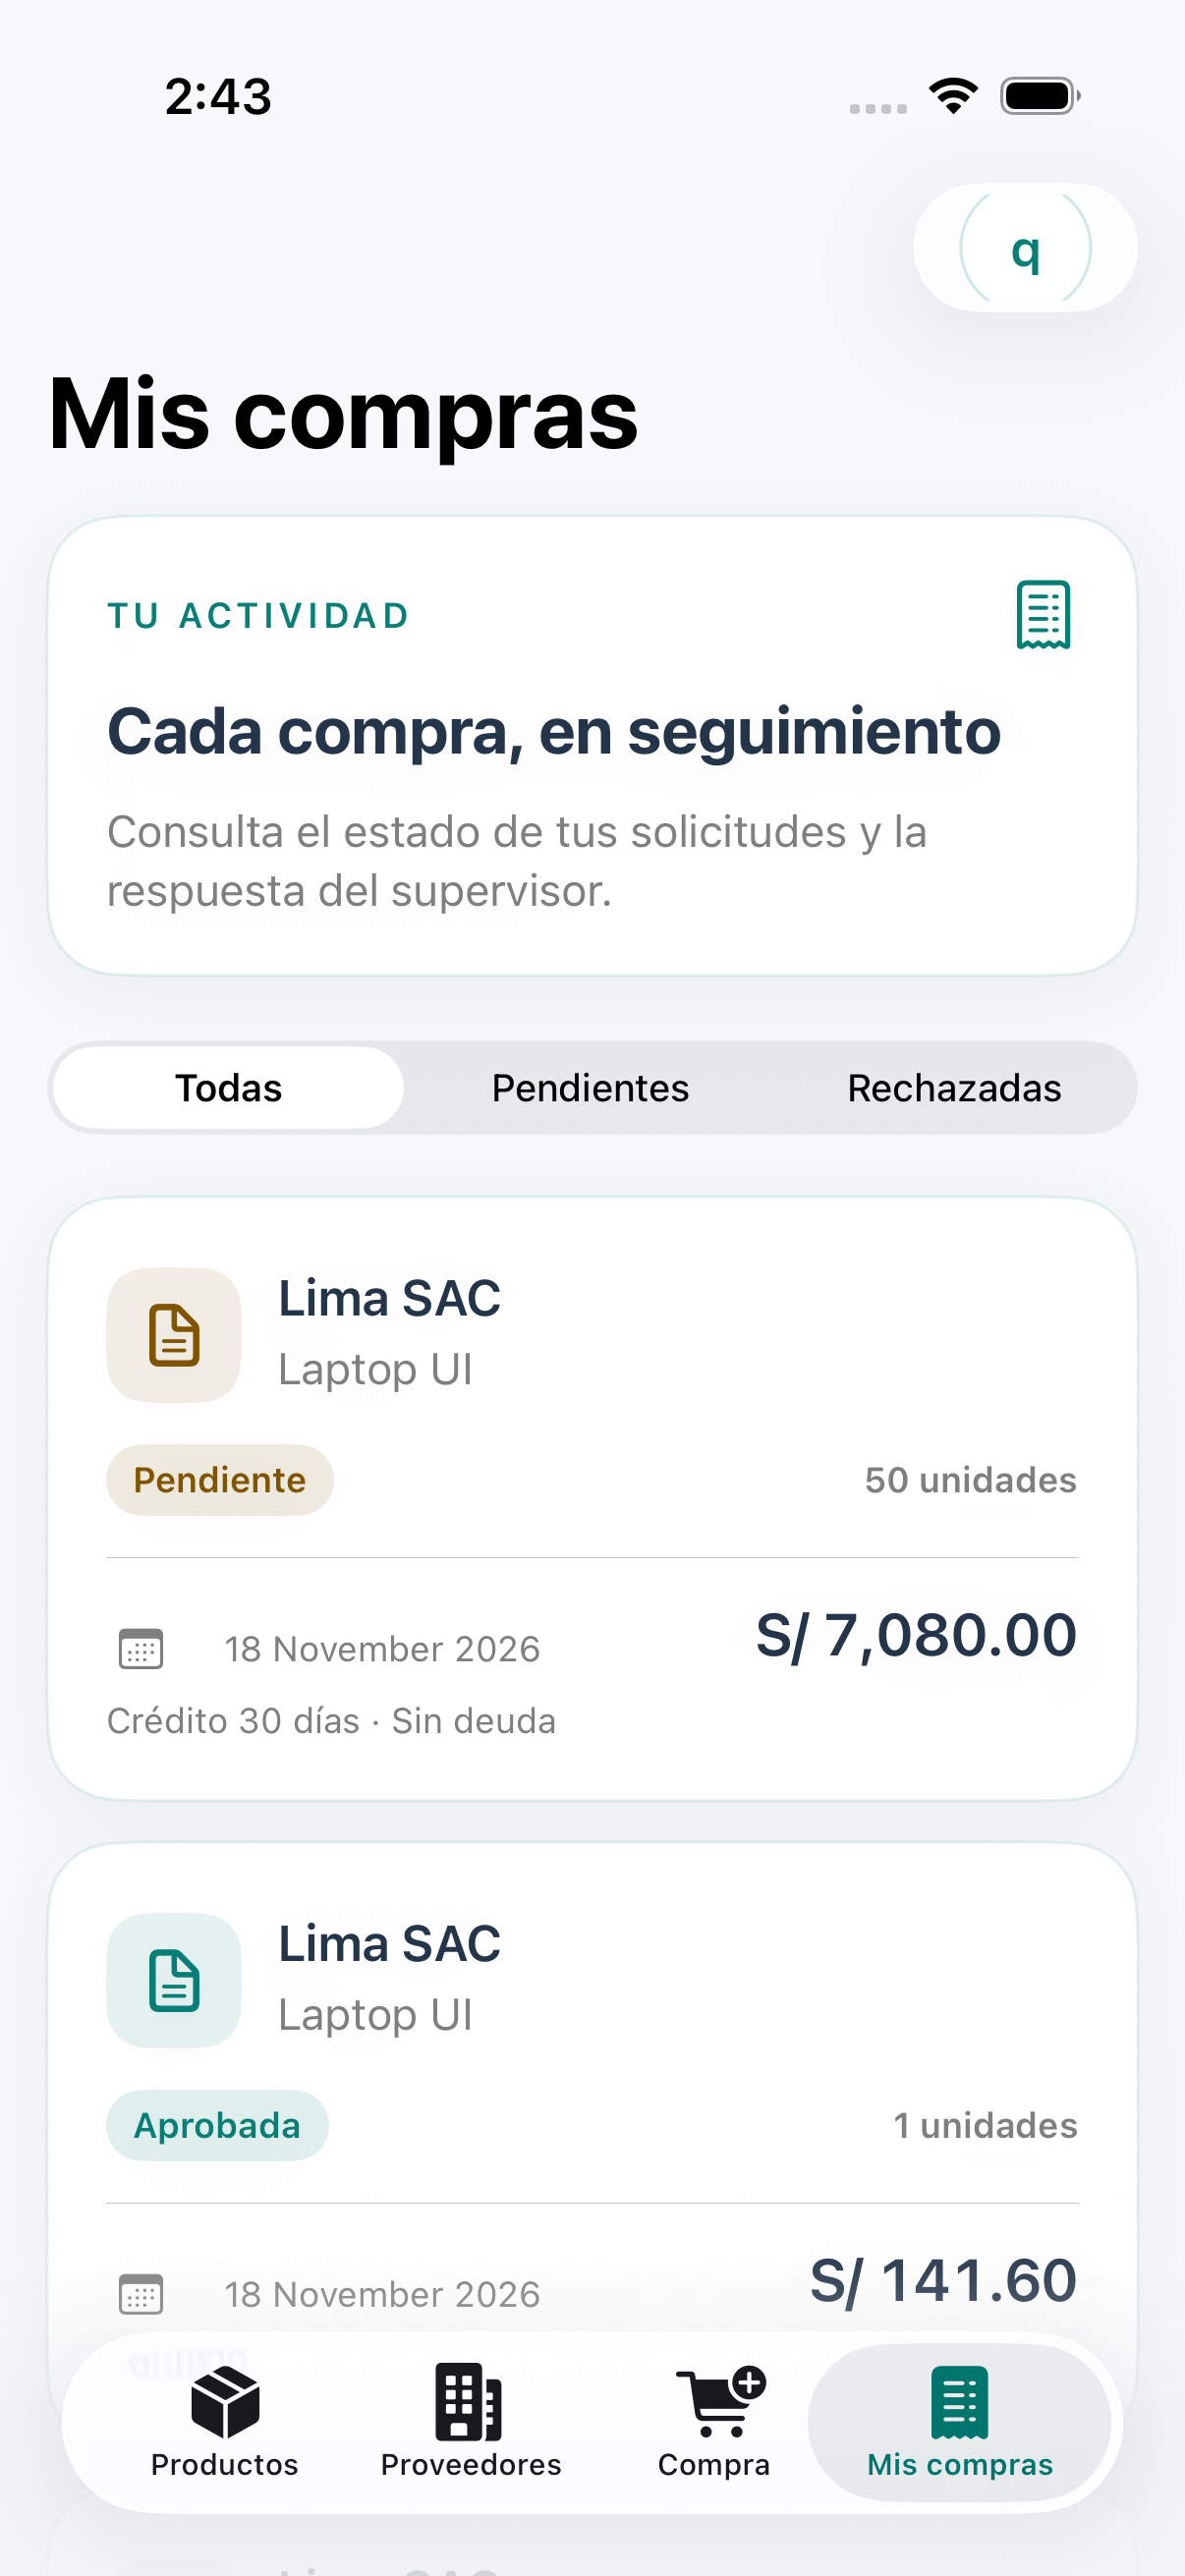 2:43
q
Mis compras
TU ACTIVIDAD
Cada compra, en seguimiento
Consulta el estado de tus solicitudes y la
respuesta del supervisor.
Todas
Pendientes
Rechazadas
Lima SAC
Laptop UI
Pendiente
50 unidades
18 November 2026
S/ 7,080.00
Crédito 30 días · Sin deuda
Lima SAC
Laptop UI
Aprobada
1 unidades
18 November 2026
S/ 141.60
Productos
Proveedores
Compra
Mis compras